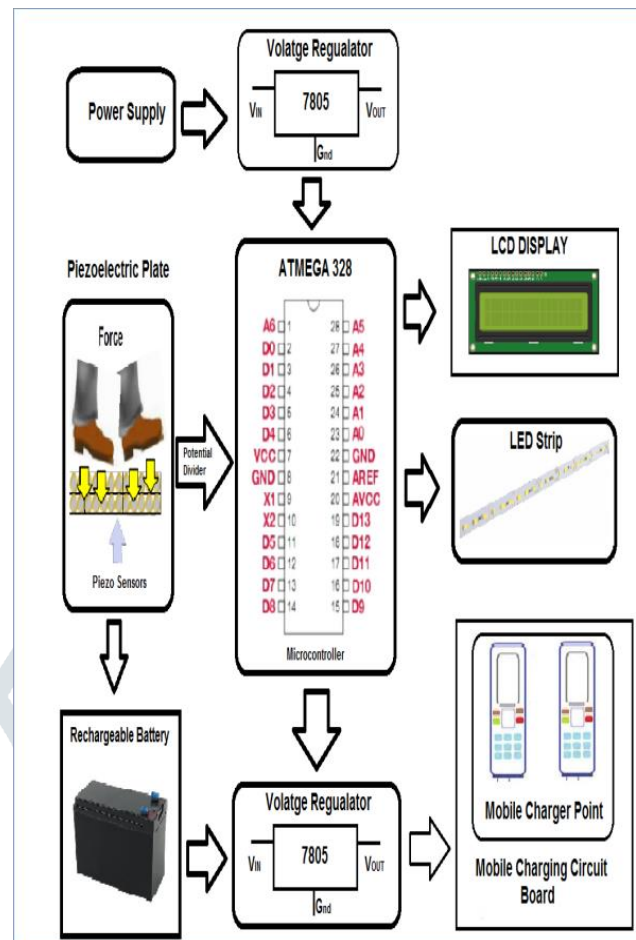 Volatge Regualator
Power Supply
7805
VIN
VOUT
Gnd
Piezoelectric Plate
Force
Piezo Sensors
Potential
Divider
ATMEGA 328
A6 1 28 A5
D0 2 27 A4
D1 3 26 A3
D2 4 25 A2
D3 5 24 A1
D4 6 23 A0
VCC 7 22 GND
GND 8 21 AREF
X1 9 20 AVCC
X2 10 19 D13
D5 11 18 D12
D6 12 17 D11
D7 13 16 D10
D8 14 15 D9
Microcontroller
LCD DISPLAY
LED Strip
Rechargeable Battery
Volatge Regualator
7805
VIN
VOUT
Gnd
Mobile Charger Point
Mobile Charging Circuit
Board